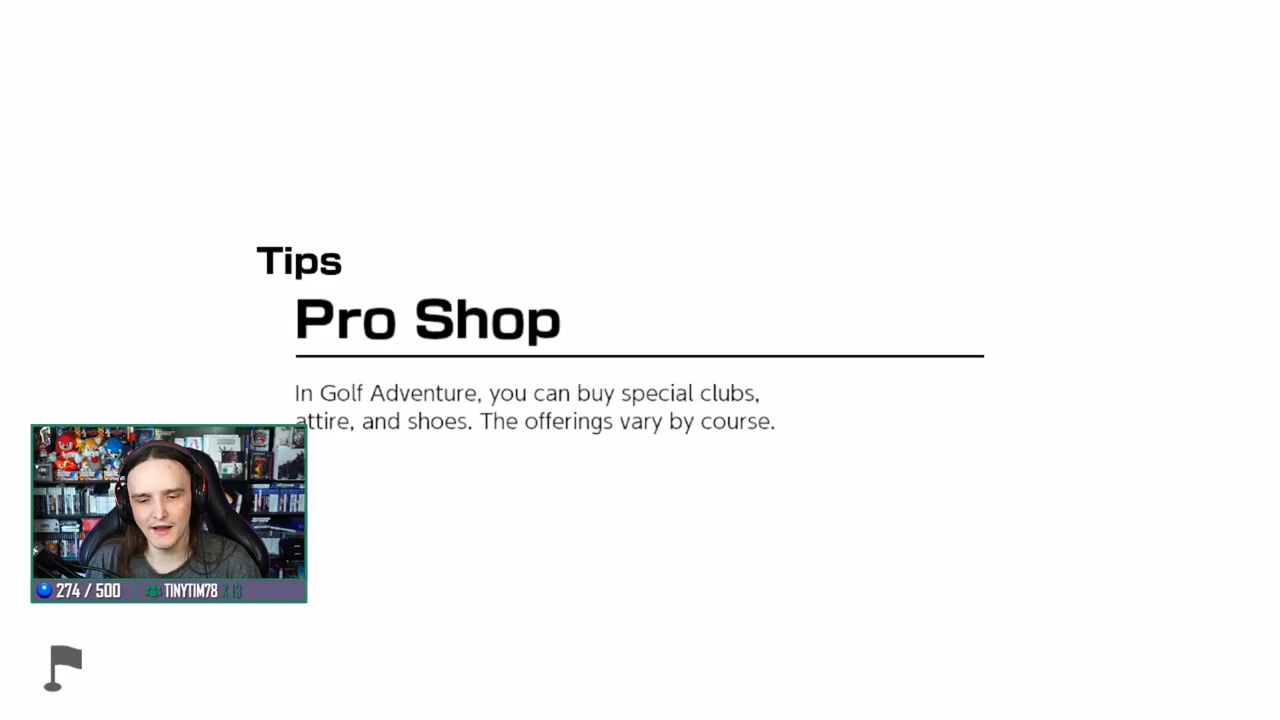 Tips
Pro Shop
In Golf Adventure, you can buy special clubs,
attire, and shoes. The offerings vary by course.
274 / 500
TINYTIM78 X 13